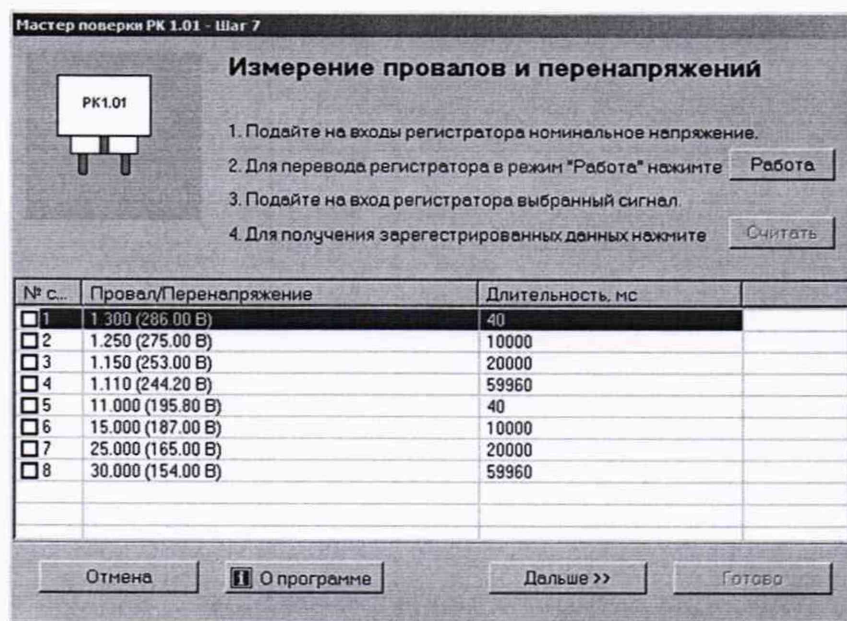 Мастер поверки РК 1.01 - Шаг 7
Измерение провалов и перенапряжений
РК1.01
1. Подайте на входы регистратора номинальное напряжение.
2. Для перевода регистратора в режим "Работа" нажмите Работа
3. Подайте на вход регистратора выбранный сигнал.
4. Для получения зарегестрированных данных нажмите Считать
№ с... Провал/Перенапряжение Длительность, мс
1 1.300 (286.00 В) 40
2 1.250 (275.00 В) 10000
3 1.150 (253.00 В) 20000
4 1.110 (244.20 В) 59960
5 11.000 (195.80 В) 40
6 15.000 (187.00 В) 10000
7 25.000 (165.00 В) 20000
8 30.000 (154.00 В) 59960
Отмена О программе Дальше >> Готово